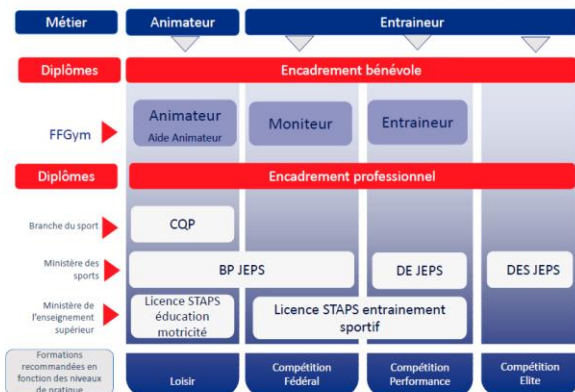 Métier
Animateur
Entraineur
Diplômes
Encadrement bénévole
FFGym
Animateur
Aide Animateur
Moniteur
Entraineur
Diplômes
Encadrement professionnel
Branche du sport
CQP
Ministère des
sports
BP JEPS
DE JEPS
DES JEPS
Ministère de
l'enseignement
supérieur
Licence STAPS
éducation
motricité
Licence STAPS entrainement
sportif
Formations
recommandées en
fonction des niveaux
de pratique
Loisir
Compétition
Fédéral
Compétition
Performance
Compétition
Elite